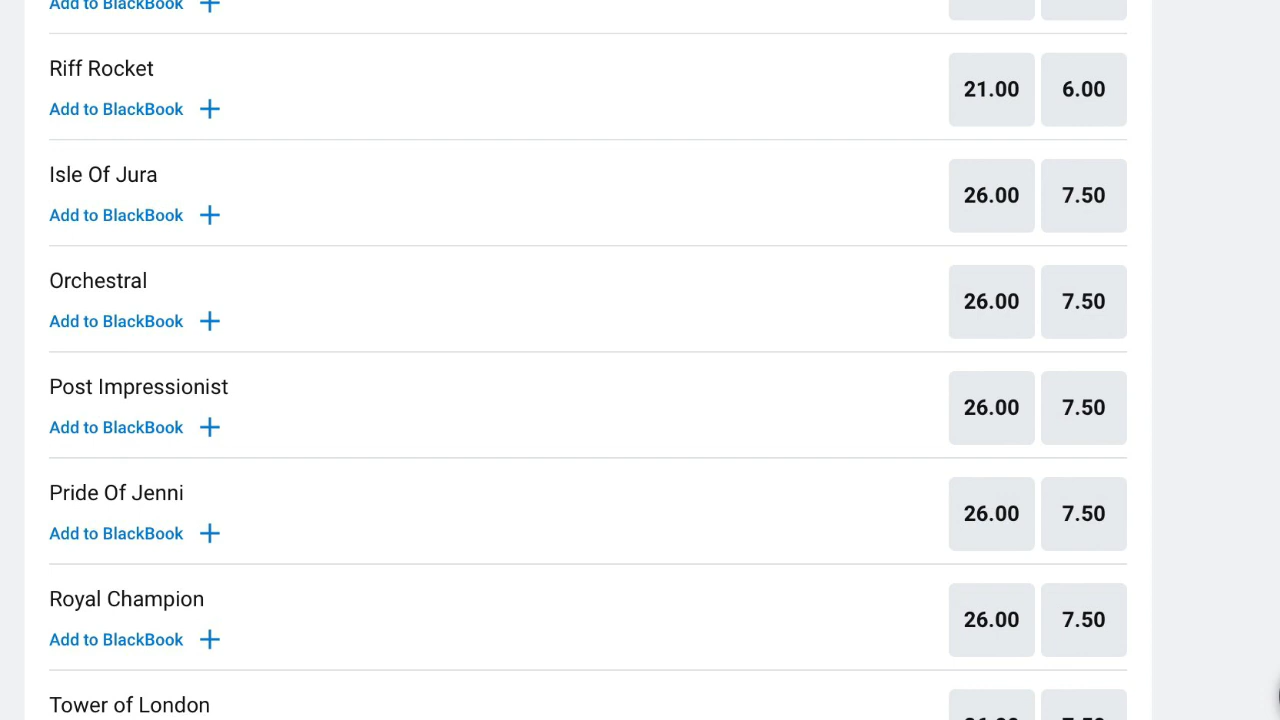 Add to BlackBook
Riff Rocket
Add to BlackBook
21.00 6.00
Isle Of Jura
Add to BlackBook
26.00 7.50
Orchestral
Add to BlackBook
26.00 7.50
Post Impressionist
Add to BlackBook
26.00 7.50
Pride Of Jenni
Add to BlackBook
26.00 7.50
Royal Champion
Add to BlackBook
26.00 7.50
Tower of London